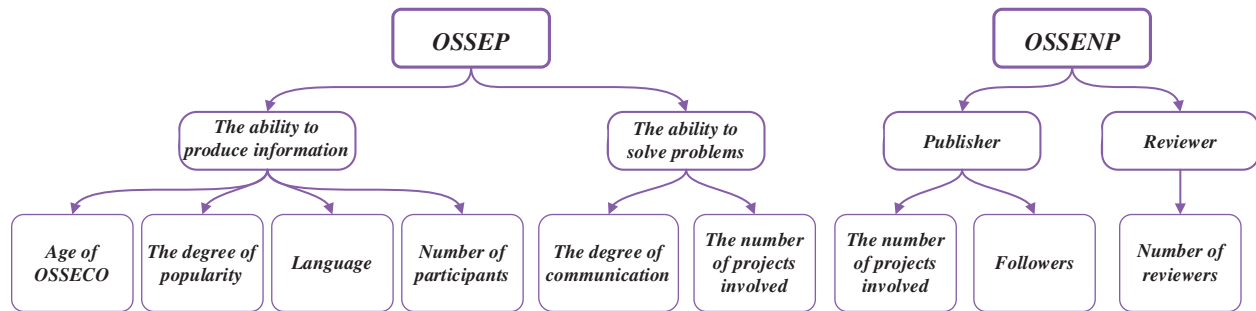 OSSEP
OSSENP
The ability to
produce information
The ability to
solve problems
Publisher
Reviewer
Age of
OSSECO
The degree of
popularity
Language
Number of
participants
The degree of
communication
The number
of projects
involved
The number
of projects
involved
Followers
Number of
reviewers